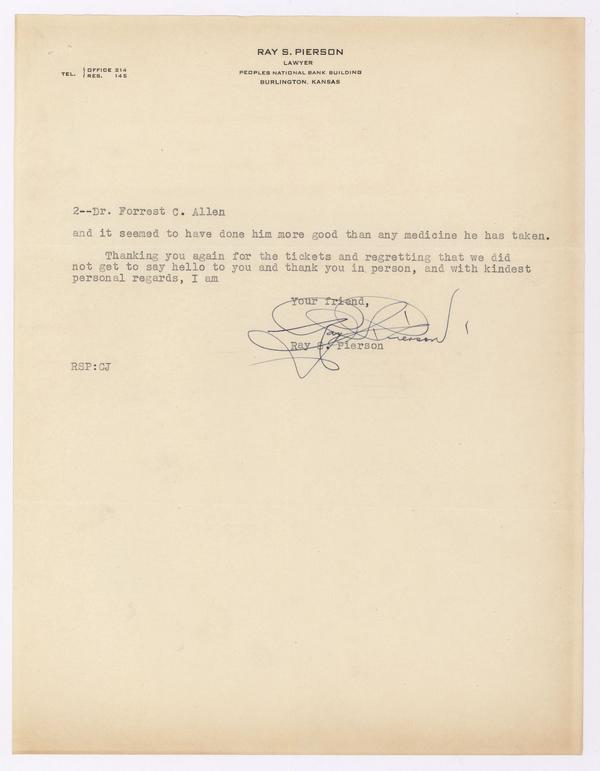 RAY S. PIERSON
LAWYER
PEOPLES NATIONAL BANK BUILDING
BURLINGTON, KANSAS
TEL. { OFFICE 214
RES. 145
2--Dr. Forrest C. Allen
and it seemed to have done him more good than any medicine he has taken.
Thanking you again for the tickets and regretting that we did
not get to say hello to you and thank you in person, and with kindest
personal regards, I am
Your friend,
Ray S. Pierson
Ray S. Pierson
RSP:CJ